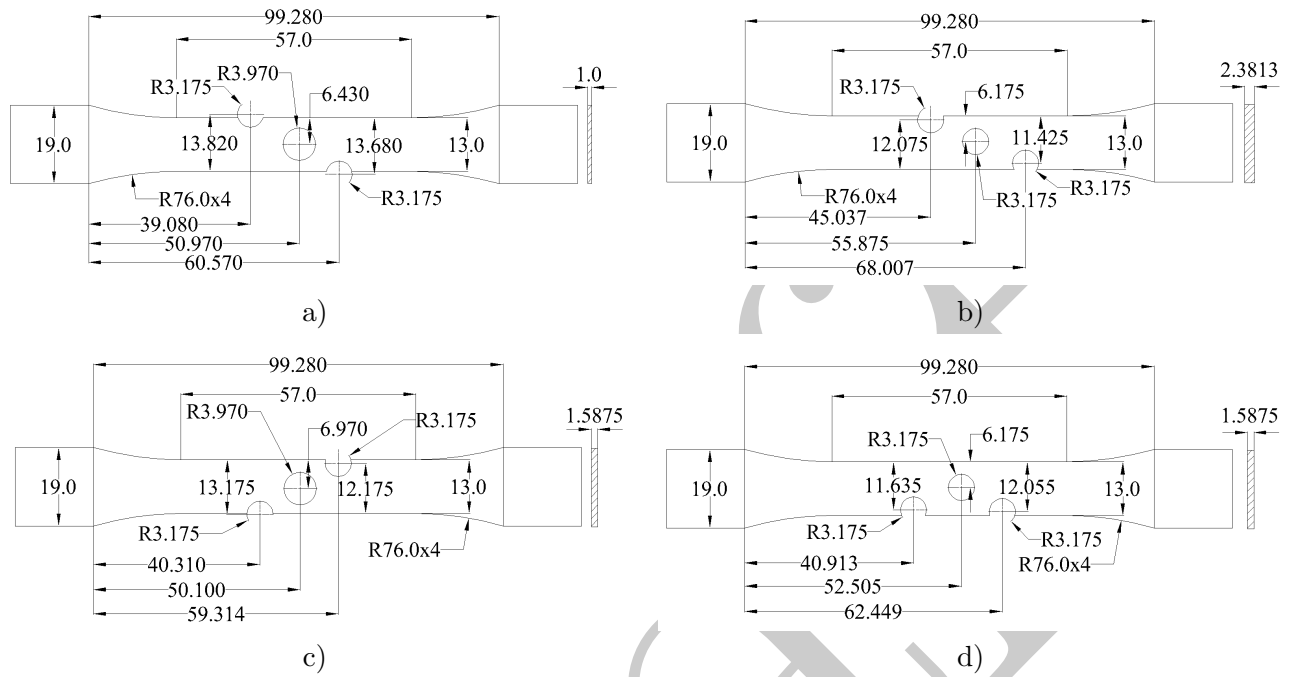 99.280
57.0
R3.175
R3.970
6.430
1.0
19.0
13.820
13.680
13.0
R76.0x4
R3.175
39.080
50.970
60.570
a)
99.280
57.0
2.3813
R3.175
6.175
19.0
12.075
11.425
13.0
R76.0x4
R3.175
R3.175
45.037
55.875
68.007
b)
99.280
57.0
1.5875
R3.970
R3.175
6.970
19.0
13.175
12.175
13.0
R3.175
R76.0x4
40.310
50.100
59.314
c)
99.280
57.0
1.5875
R3.175
6.175
19.0
11.635
12.055
13.0
R3.175
R3.175
R76.0x4
40.913
52.505
62.449
d)